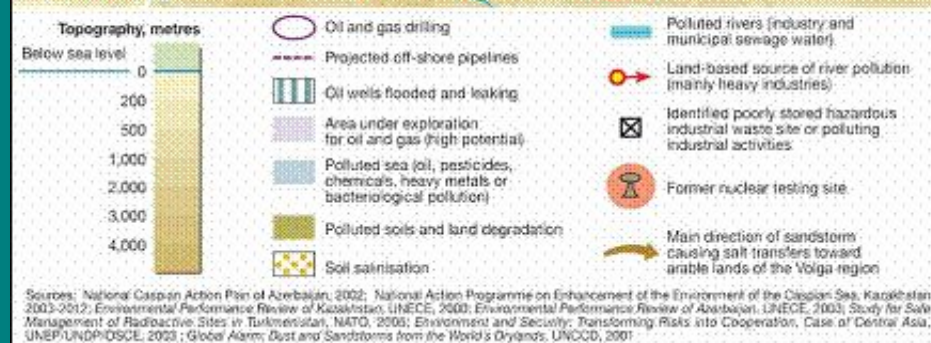 Topography, metres
Below sea level
0
200
500
1,000
2,000
3,000
4,000
Oil and gas drilling
Projected off-shore pipelines
Oil wells flooded and leaking
Area under exploration
for oil and gas (high potential)
Polluted sea (oil, pesticides,
chemicals, heavy metals or
bacteriological pollution)
Polluted soils and land degradation
Soil salinisation
Polluted rivers (industry and
municipal sewage water)
Land-based source of river pollution
(mainly heavy industries)
Identified poorly stored hazardous
industrial waste site or polluting
industrial activities
Former nuclear testing site
Main direction of sandstorm
causing salt transfers toward
arable lands of the Volga region
Sources: National Caspian Action Plan of Azerbaijan, 2002; National Action Programme on Enhancement of the Environment of the Caspian Sea, Kazakhstan
2003-2012; Environmental Performance Review of Kazakhstan, UNECE, 2000; Environmental Performance Review of Azerbaijan, UNECE, 2003; Study for Safe
Management of Radioactive Sites in Turkmenistan, NATO, 2005; Environment and Security: Transforming Risks into Cooperation, Case of Central Asia,
UNEP/UNDP/OSCE, 2003 ; Global Alarm: Dust and Sandstorms from the World's Drylands, UNCCD, 2001